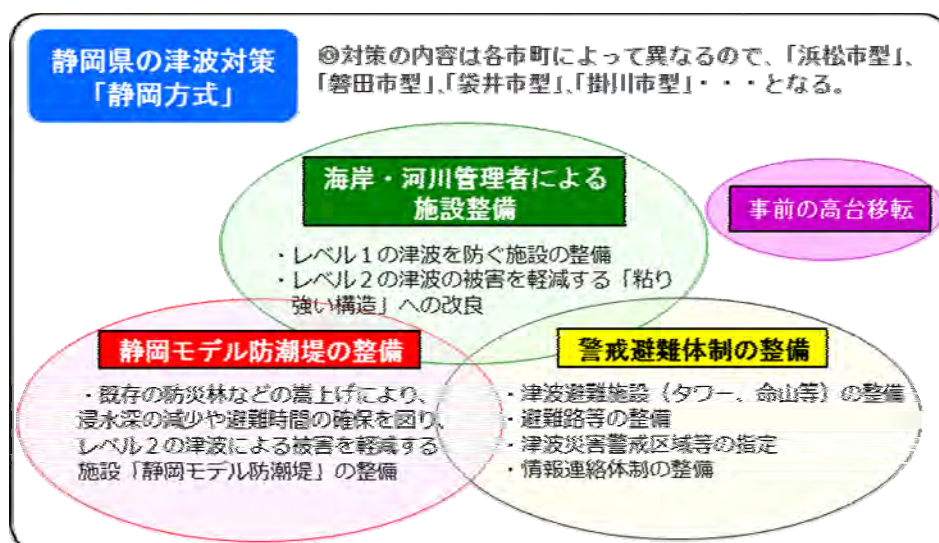 静岡県の津波対策
「静岡方式」
◎対策の内容は各市町によって異なるので、「浜松市型」、
「磐田市型」、「袋井市型」、「掛川市型」・・・となる。
海岸・河川管理者による
施設整備
・レベル1の津波を防ぐ施設の整備
・レベル2の津波の被害を軽減する「粘り
強い構造」への改良
事前の高台移転
静岡モデル防潮堤の整備
・既存の防災林などの嵩上げにより、
浸水深の減少や避難時間の確保を図り、
レベル2の津波による被害を軽減する
施設「静岡モデル防潮堤」の整備
警戒避難体制の整備
・津波避難施設（タワー、命山等）の整備
・避難路等の整備
・津波災害警戒区域等の指定
・情報連絡体制の整備